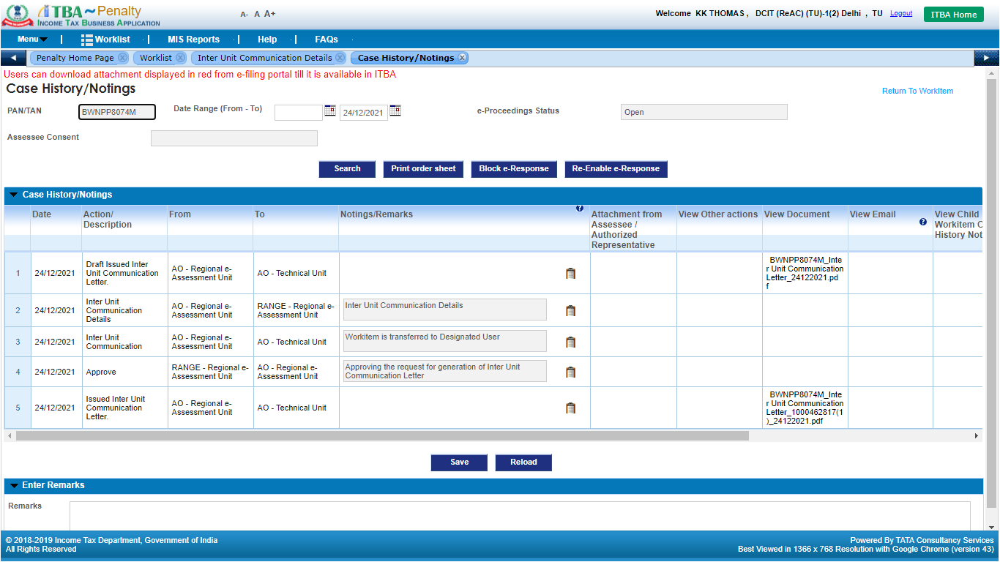 iTBA ~ Penalty
INCOME TAX BUSINESS APPLICATION
A- A A+
Welcome KK THOMAS , DCIT (ReAC) (TU)-1(2) Delhi , TU Logout ITBA Home
Menu | Worklist | MIS Reports | Help | FAQs
Penalty Home Page Worklist Inter Unit Communication Details Case History/Notings
Users can download attachment displayed in red from e-filing portal till it is available in ITBA
Case History/Notings
Return To WorkItem
PAN/TAN BWNPP8074M Date Range (From - To) 24/12/2021 e-Proceedings Status Open
Assessee Consent
Search Print order sheet Block e-Response Re-Enable e-Response
Case History/Notings
Date Action/ From To Notings/Remarks Attachment from View Other actions View Document View Email View Child
Description Assessee / Workitem C
Authorized History Not
Representative
1 24/12/2021 Draft Issued Inter
Unit Communication
Letter.
AO - Regional e-
Assessment Unit
AO - Technical Unit
BWNPP8074M_Inte
r Unit Communication
Letter_24122021.pd
f
2 24/12/2021 Inter Unit
Communication
Details
AO - Regional e-
Assessment Unit
RANGE - Regional e-
Assessment Unit
Inter Unit Communication Details
3 24/12/2021 Inter Unit
Communication
AO - Regional e-
Assessment Unit
AO - Technical Unit
Workitem is transferred to Designated User
4 24/12/2021 Approve
RANGE - Regional e-
Assessment Unit
AO - Regional e-
Assessment Unit
Approving the request for generation of Inter Unit
Communication Letter
5 24/12/2021 Issued Inter Unit
Communication
Letter.
AO - Regional e-
Assessment Unit
AO - Technical Unit
BWNPP8074M_Inte
r Unit Communication
Letter_1000462817(1
)_24122021.pdf
Save Reload
Enter Remarks
Remarks
© 2018-2019 Income Tax Department, Government of India
All Rights Reserved
Powered By TATA Consultancy Services
Best Viewed in 1366 x 768 Resolution with Google Chrome (version 43)